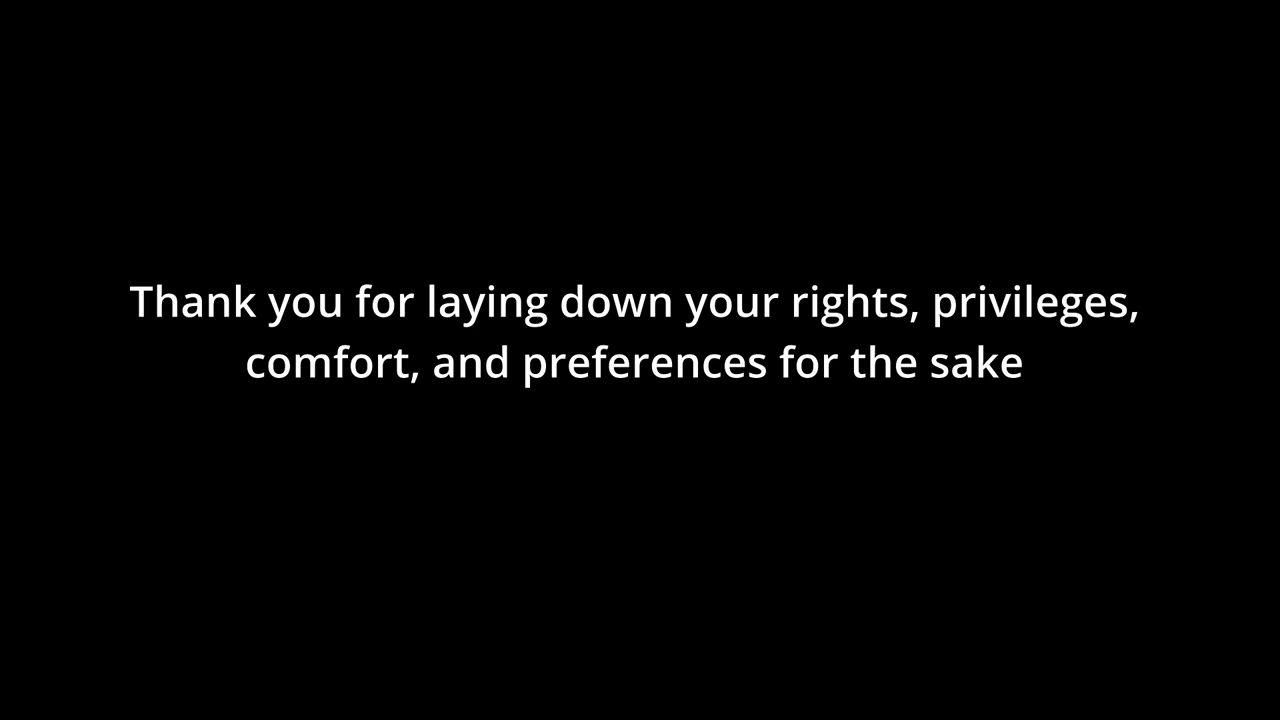 Thank you for laying down your rights, privileges,
comfort, and preferences for the sake